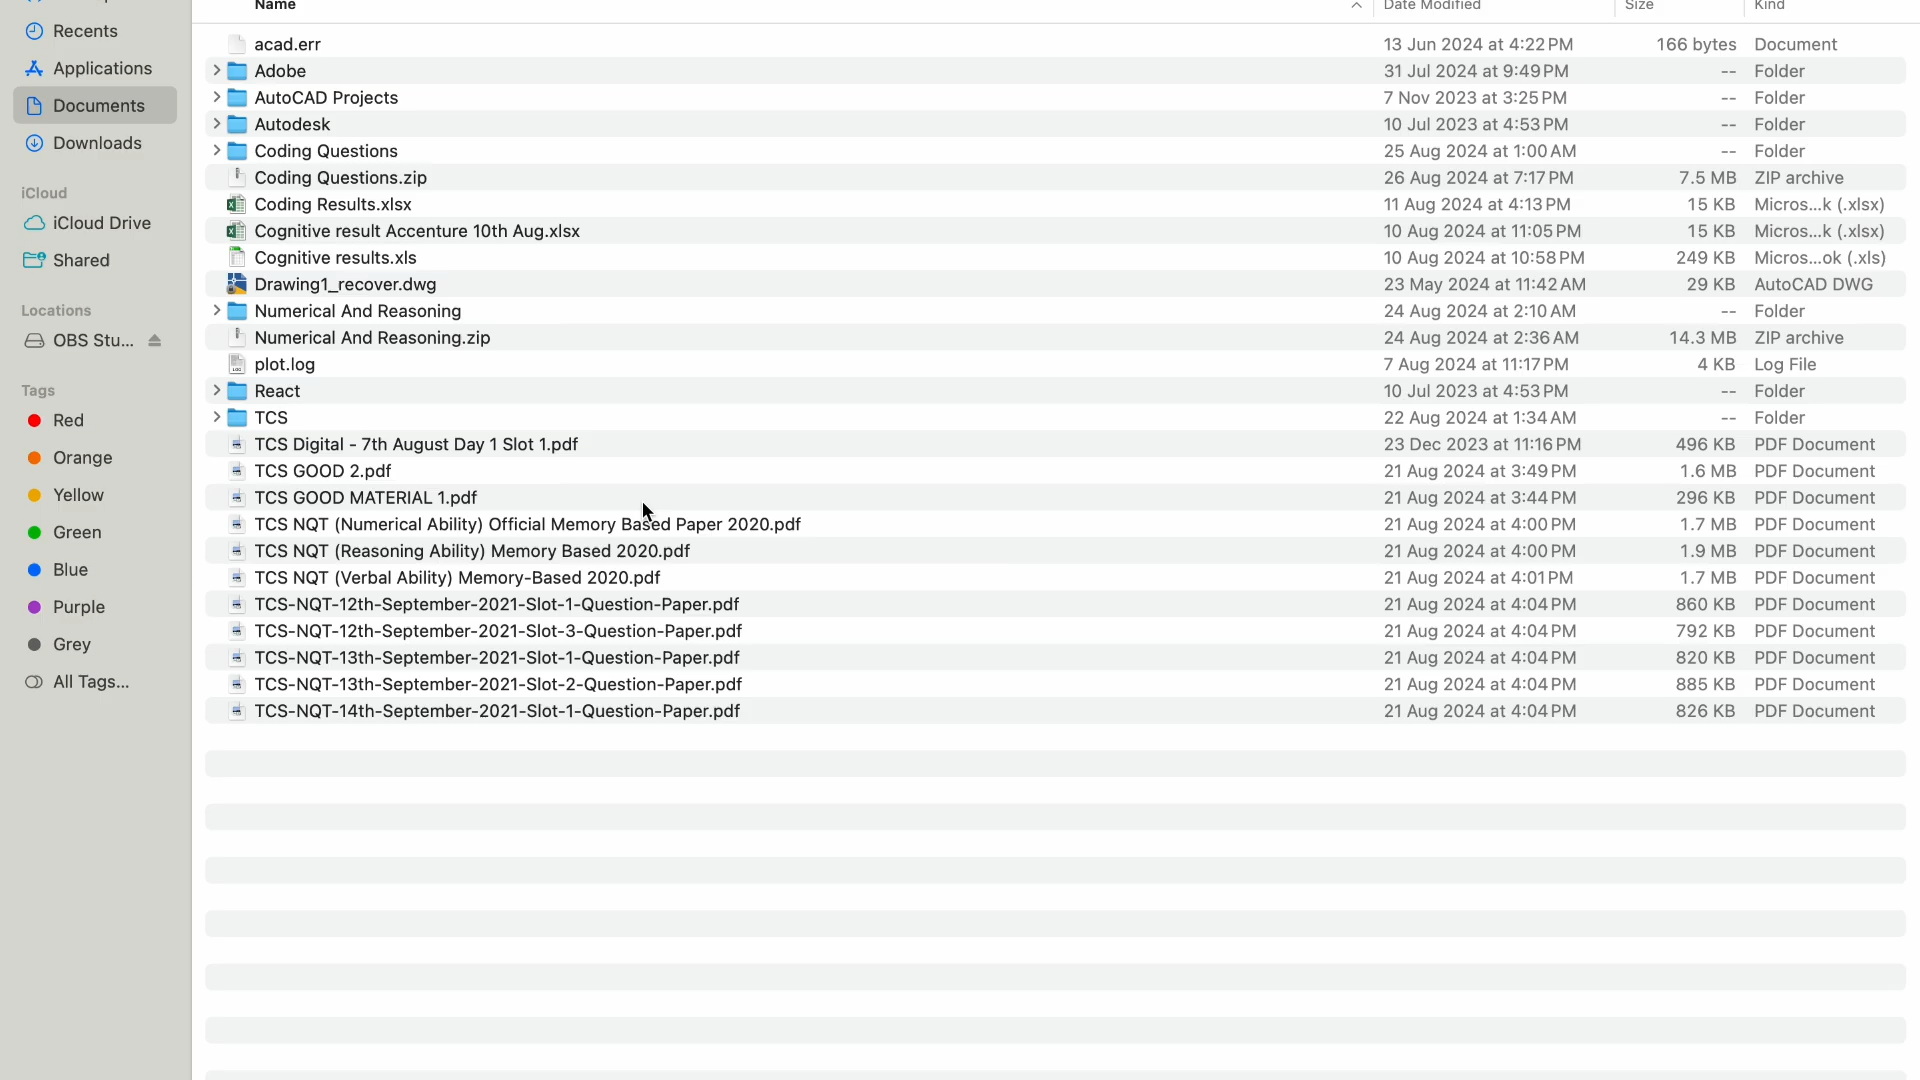 Name Date Modified Size Kind
Recents
Applications
Documents
Downloads
iCloud
iCloud Drive
Shared
Locations
OBS Stu...
Tags
Red
Orange
Yellow
Green
Blue
Purple
Grey
All Tags...
acad.err 13 Jun 2024 at 4:22 PM 166 bytes Document
Adobe 31 Jul 2024 at 9:49 PM -- Folder
AutoCAD Projects 7 Nov 2023 at 3:25 PM -- Folder
Autodesk 10 Jul 2023 at 4:53 PM -- Folder
Coding Questions 25 Aug 2024 at 1:00 AM -- Folder
Coding Questions.zip 26 Aug 2024 at 7:17 PM 7.5 MB ZIP archive
Coding Results.xlsx 11 Aug 2024 at 4:13 PM 15 KB Micros...k (.xlsx)
Cognitive result Accenture 10th Aug.xlsx 10 Aug 2024 at 11:05 PM 15 KB Micros...k (.xlsx)
Cognitive results.xls 10 Aug 2024 at 10:58 PM 249 KB Micros...ok (.xls)
Drawing1_recover.dwg 23 May 2024 at 11:42 AM 29 KB AutoCAD DWG
Numerical And Reasoning 24 Aug 2024 at 2:10 AM -- Folder
Numerical And Reasoning.zip 24 Aug 2024 at 2:36 AM 14.3 MB ZIP archive
plot.log 7 Aug 2024 at 11:17 PM 4 KB Log File
React 10 Jul 2023 at 4:53 PM -- Folder
TCS 22 Aug 2024 at 1:34 AM -- Folder
TCS Digital - 7th August Day 1 Slot 1.pdf 23 Dec 2023 at 11:16 PM 496 KB PDF Document
TCS GOOD 2.pdf 21 Aug 2024 at 3:49 PM 1.6 MB PDF Document
TCS GOOD MATERIAL 1.pdf 21 Aug 2024 at 3:44 PM 296 KB PDF Document
TCS NQT (Numerical Ability) Official Memory Based Paper 2020.pdf 21 Aug 2024 at 4:00 PM 1.7 MB PDF Document
TCS NQT (Reasoning Ability) Memory Based 2020.pdf 21 Aug 2024 at 4:00 PM 1.9 MB PDF Document
TCS NQT (Verbal Ability) Memory-Based 2020.pdf 21 Aug 2024 at 4:01 PM 1.7 MB PDF Document
TCS-NQT-12th-September-2021-Slot-1-Question-Paper.pdf 21 Aug 2024 at 4:04 PM 860 KB PDF Document
TCS-NQT-12th-September-2021-Slot-3-Question-Paper.pdf 21 Aug 2024 at 4:04 PM 792 KB PDF Document
TCS-NQT-13th-September-2021-Slot-1-Question-Paper.pdf 21 Aug 2024 at 4:04 PM 820 KB PDF Document
TCS-NQT-13th-September-2021-Slot-2-Question-Paper.pdf 21 Aug 2024 at 4:04 PM 885 KB PDF Document
TCS-NQT-14th-September-2021-Slot-1-Question-Paper.pdf 21 Aug 2024 at 4:04 PM 826 KB PDF Document